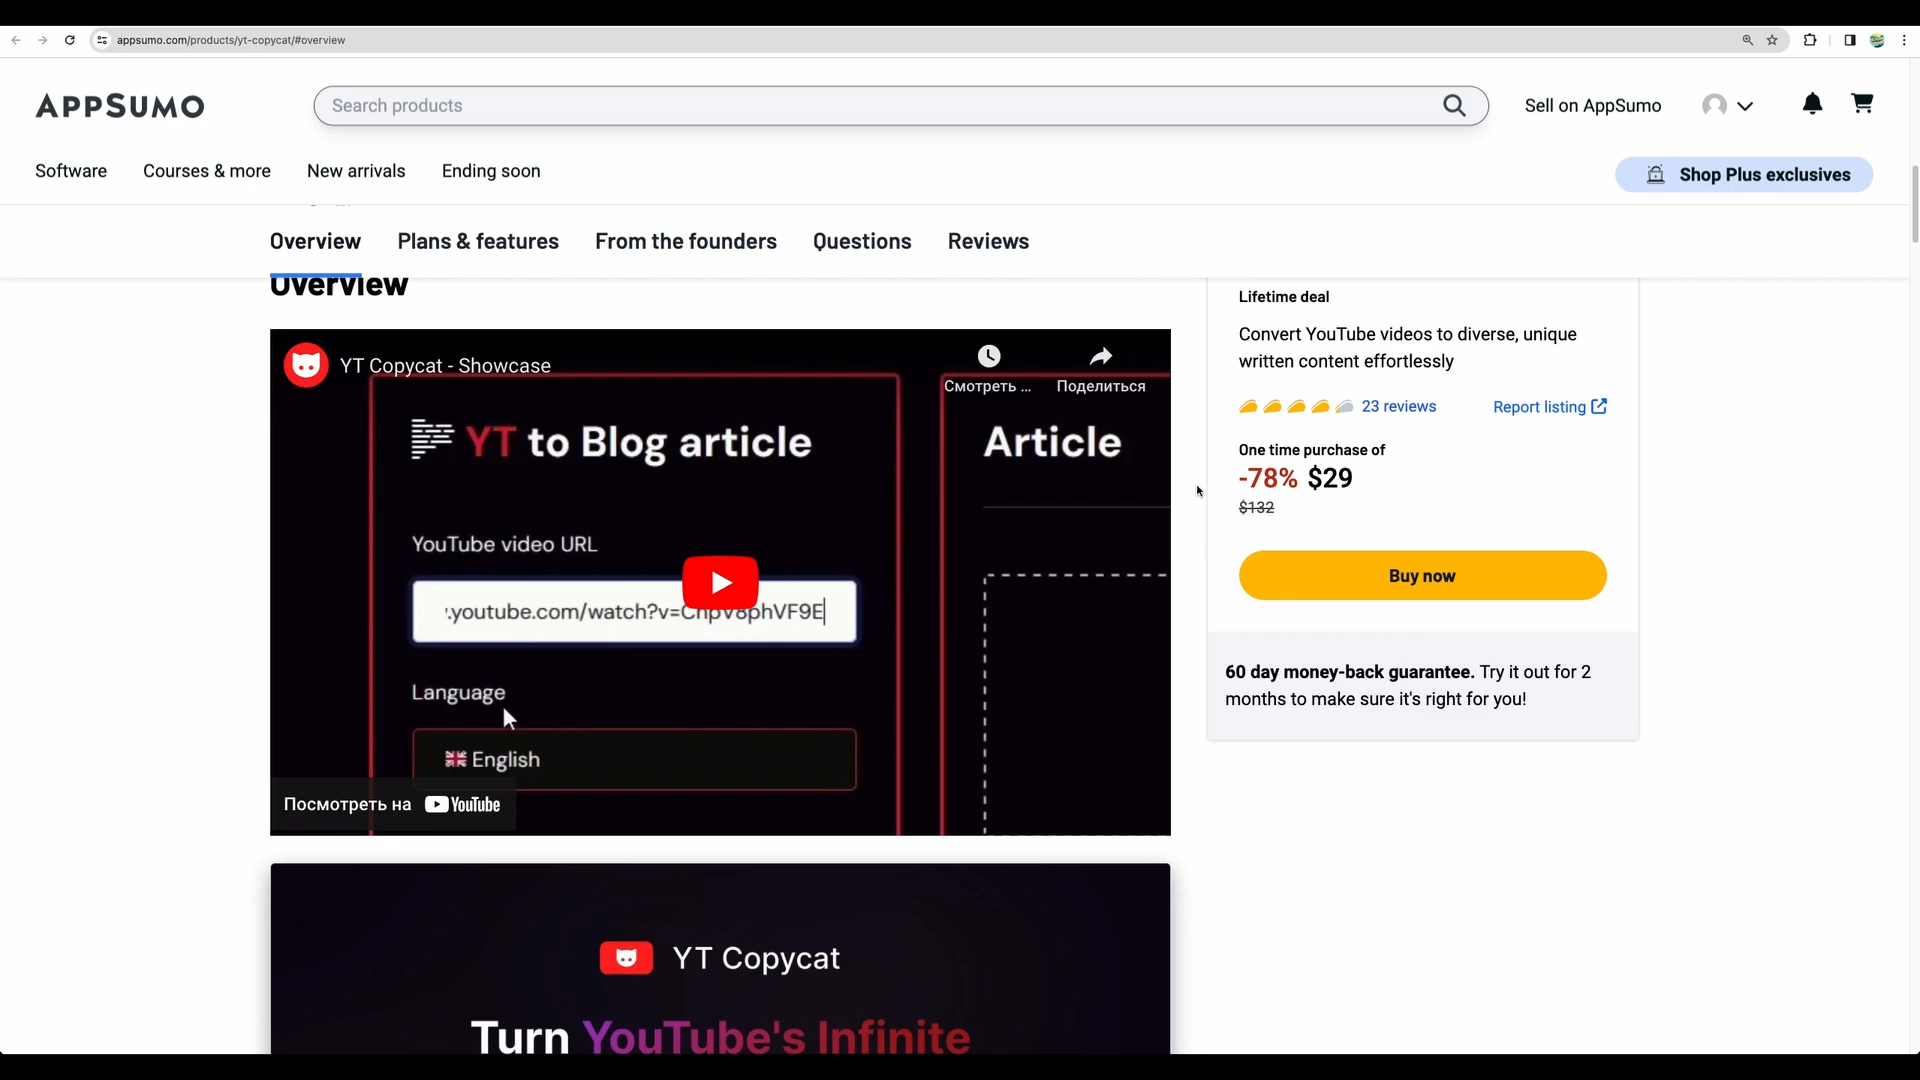 appsumo.com/products/yt-copycat/#overview
APPSUMO
Search products
Sell on AppSumo
Software
Courses & more
New arrivals
Ending soon
Shop Plus exclusives
Overview
Plans & features
From the founders
Questions
Reviews
Overview
YT Copycat - Showcase
Смотреть ...
Поделиться
YT to Blog article
Article
YouTube video URL
.youtube.com/watch?v=ChpV8phVF9E
Language
English
Посмотреть на
YouTube
Lifetime deal
Convert YouTube videos to diverse, unique
written content effortlessly
23 reviews
Report listing
One time purchase of
-78% $29
$132
Buy now
60 day money-back guarantee. Try it out for 2
months to make sure it's right for you!
YT Copycat
Turn YouTube's Infinite